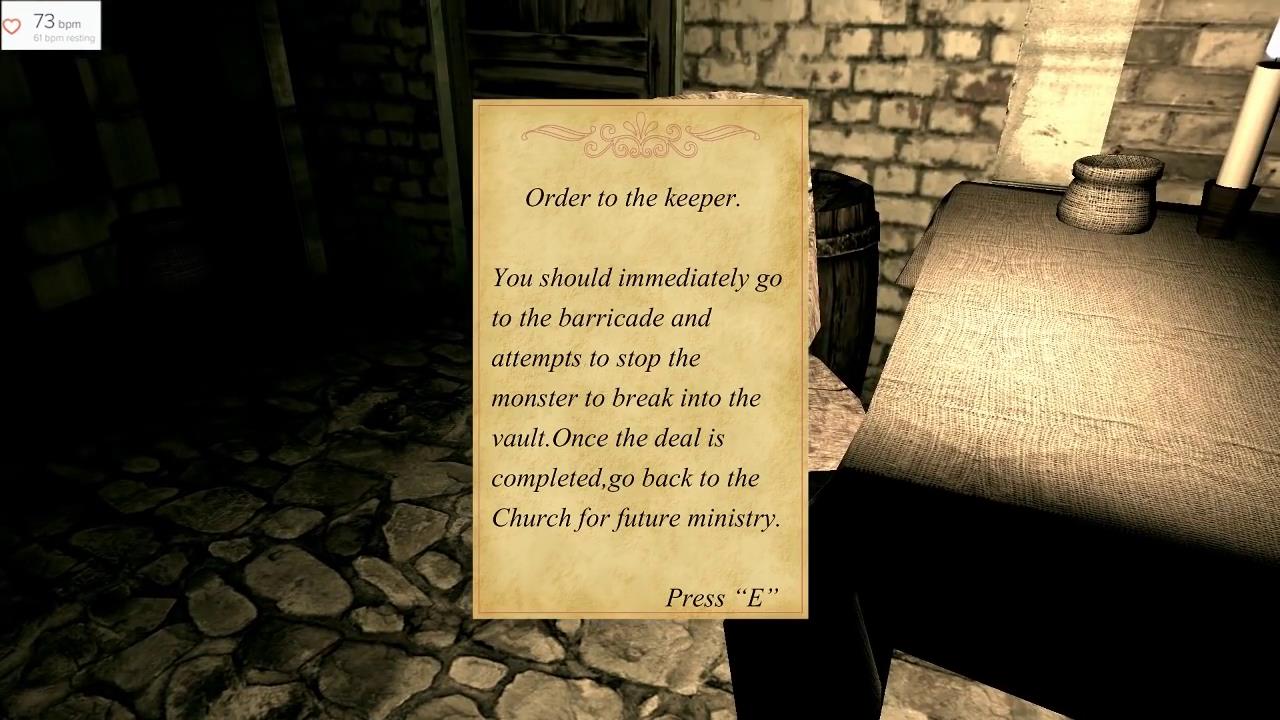 73 bpm
61 bpm resting
Order to the keeper.
You should immediately go
to the barricade and
attempts to stop the
monster to break into the
vault.Once the deal is
completed,go back to the
Church for future ministry.
Press “E”